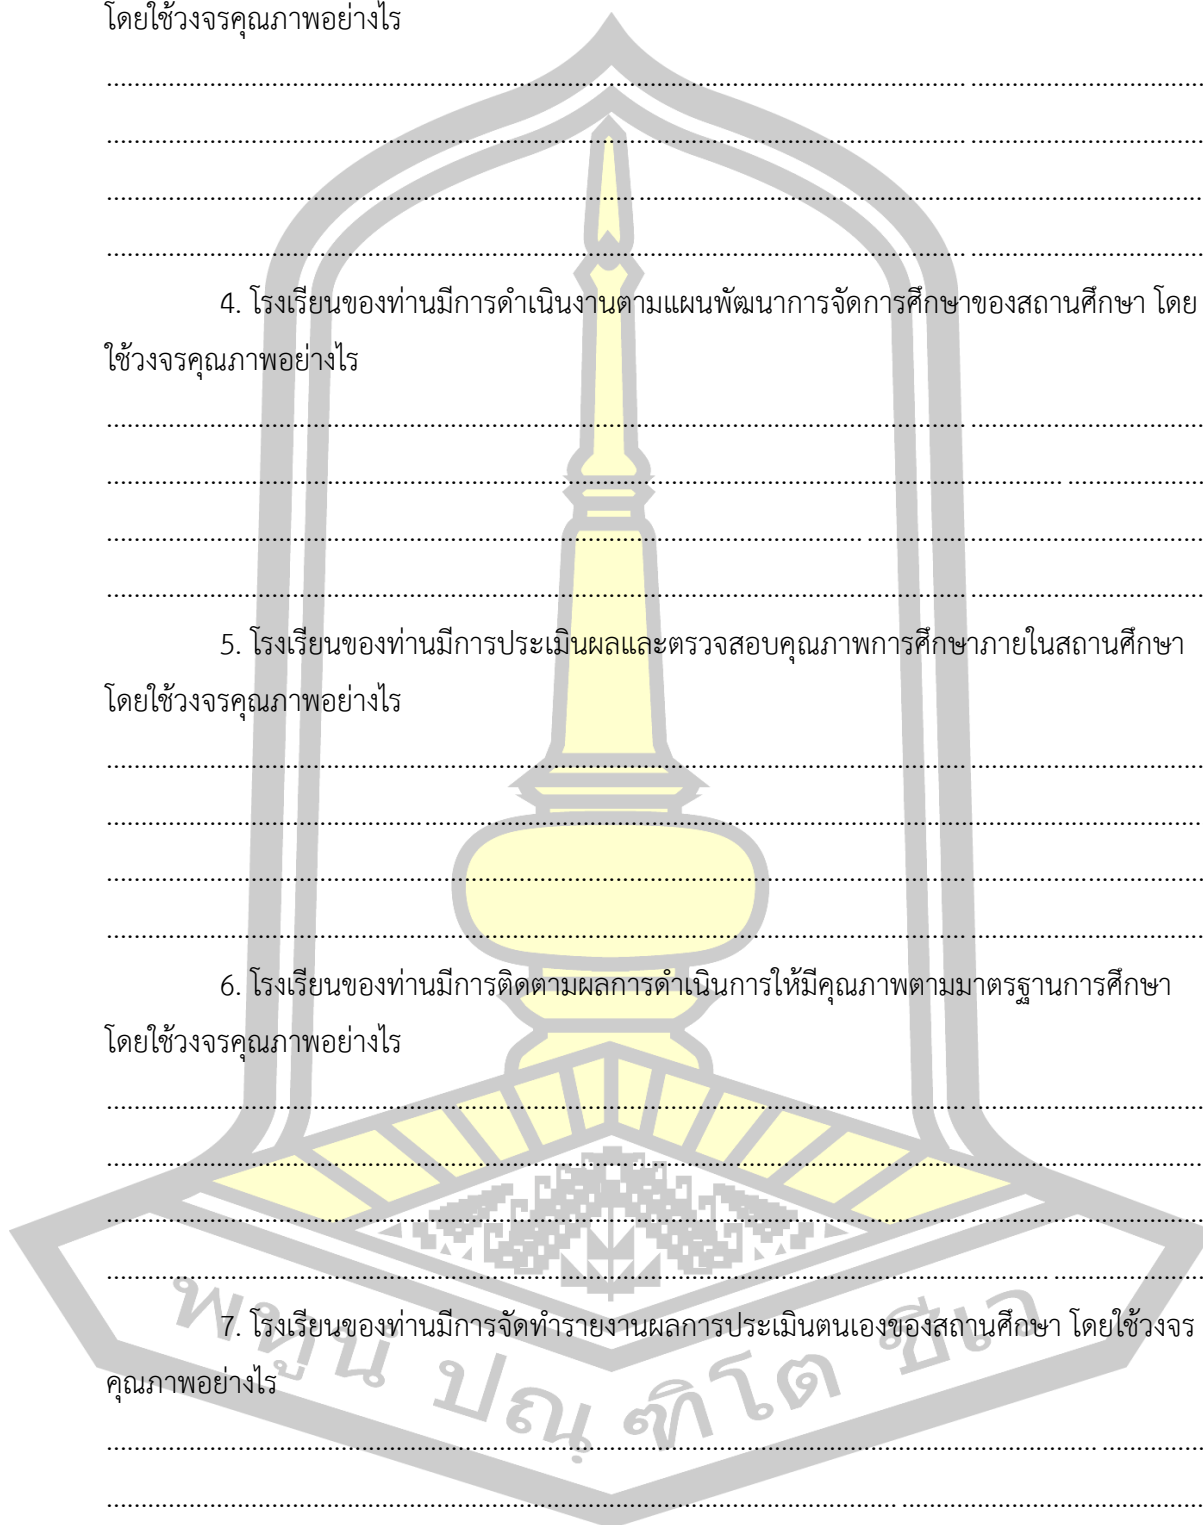 โดยใช้วงจรคุณภาพอย่างไร
................................................................................................................................................................
................................................................................................................................................................
................................................................................................................................................................
................................................................................................................................................................
4. โรงเรียนของท่านมีการดำเนินงานตามแผนพัฒนาการจัดการศึกษาของสถานศึกษา โดย
ใช้วงจรคุณภาพอย่างไร
................................................................................................................................................................
................................................................................................................................................................
................................................................................................................................................................
................................................................................................................................................................
5. โรงเรียนของท่านมีการประเมินผลและตรวจสอบคุณภาพการศึกษาภายในสถานศึกษา
โดยใช้วงจรคุณภาพอย่างไร
................................................................................................................................................................
................................................................................................................................................................
................................................................................................................................................................
................................................................................................................................................................
6. โรงเรียนของท่านมีการติดตามผลการดำเนินการให้มีคุณภาพตามมาตรฐานการศึกษา
โดยใช้วงจรคุณภาพอย่างไร
................................................................................................................................................................
................................................................................................................................................................
................................................................................................................................................................
................................................................................................................................................................
7. โรงเรียนของท่านมีการจัดทำรายงานผลการประเมินตนเองของสถานศึกษา โดยใช้วงจร
คุณภาพอย่างไร
................................................................................................................................................................
................................................................................................................................................................
พหูนํ ปณฺฑิโต ชีเว